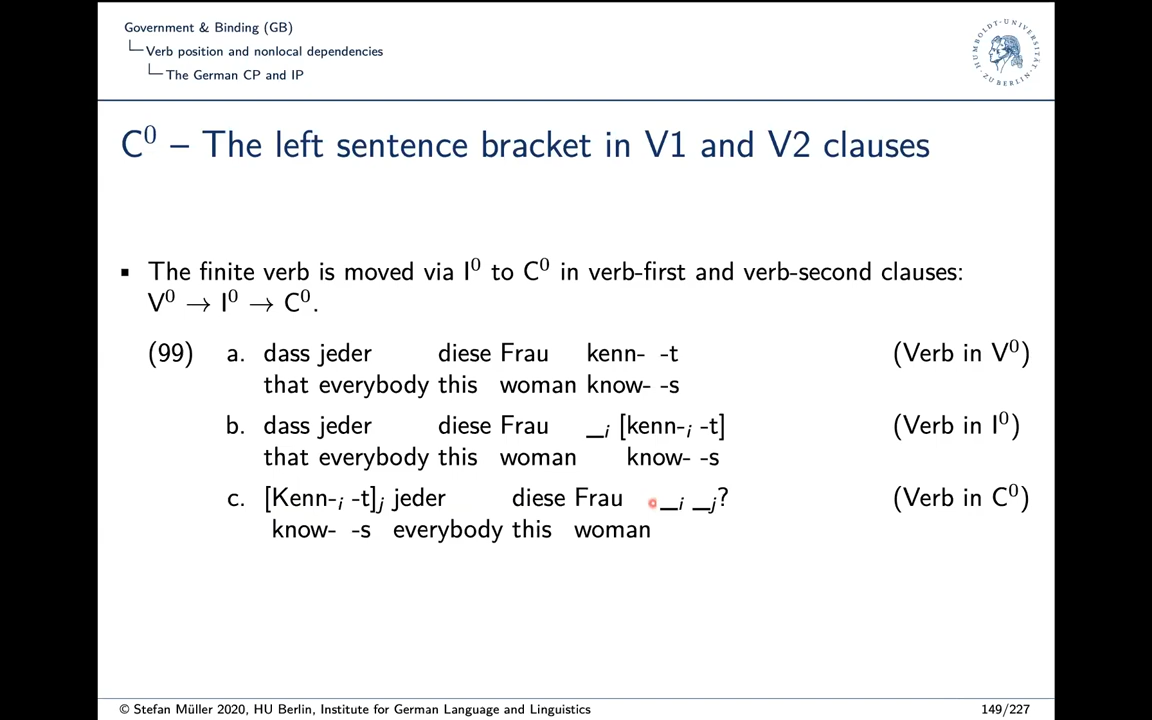 Government & Binding (GB)
Verb position and nonlocal dependencies
The German CP and IP
HUMBOLDT-UNIVERSITÄT · ZU BERLIN ·
C⁰ – The left sentence bracket in V1 and V2 clauses
▪ The finite verb is moved via I⁰ to C⁰ in verb-first and verb-second clauses:
V⁰ → I⁰ → C⁰.
(99) a. dass jeder diese Frau kenn- -t (Verb in V⁰)
that everybody this woman know- -s
b. dass jeder diese Frau _i [kenn-i -t] (Verb in I⁰)
that everybody this woman know- -s
c. [Kenn-i -t]j jeder diese Frau _i _j? (Verb in C⁰)
know- -s everybody this woman
© Stefan Müller 2020, HU Berlin, Institute for German Language and Linguistics 149/227